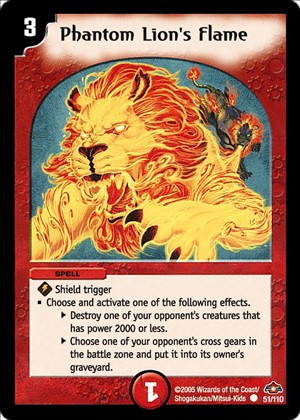 3
Phantom Lion's Flame
SPELL
Shield trigger
▪ Choose and activate one of the following effects.
▶ Destroy one of your opponent's creatures that
has power 2000 or less.
▶ Choose one of your opponent's cross gears in
the battle zone and put it into its owner's
graveyard.
1
©2005 Wizards of the Coast/
Shogakukan/Mitsui-Kids ● 51/110